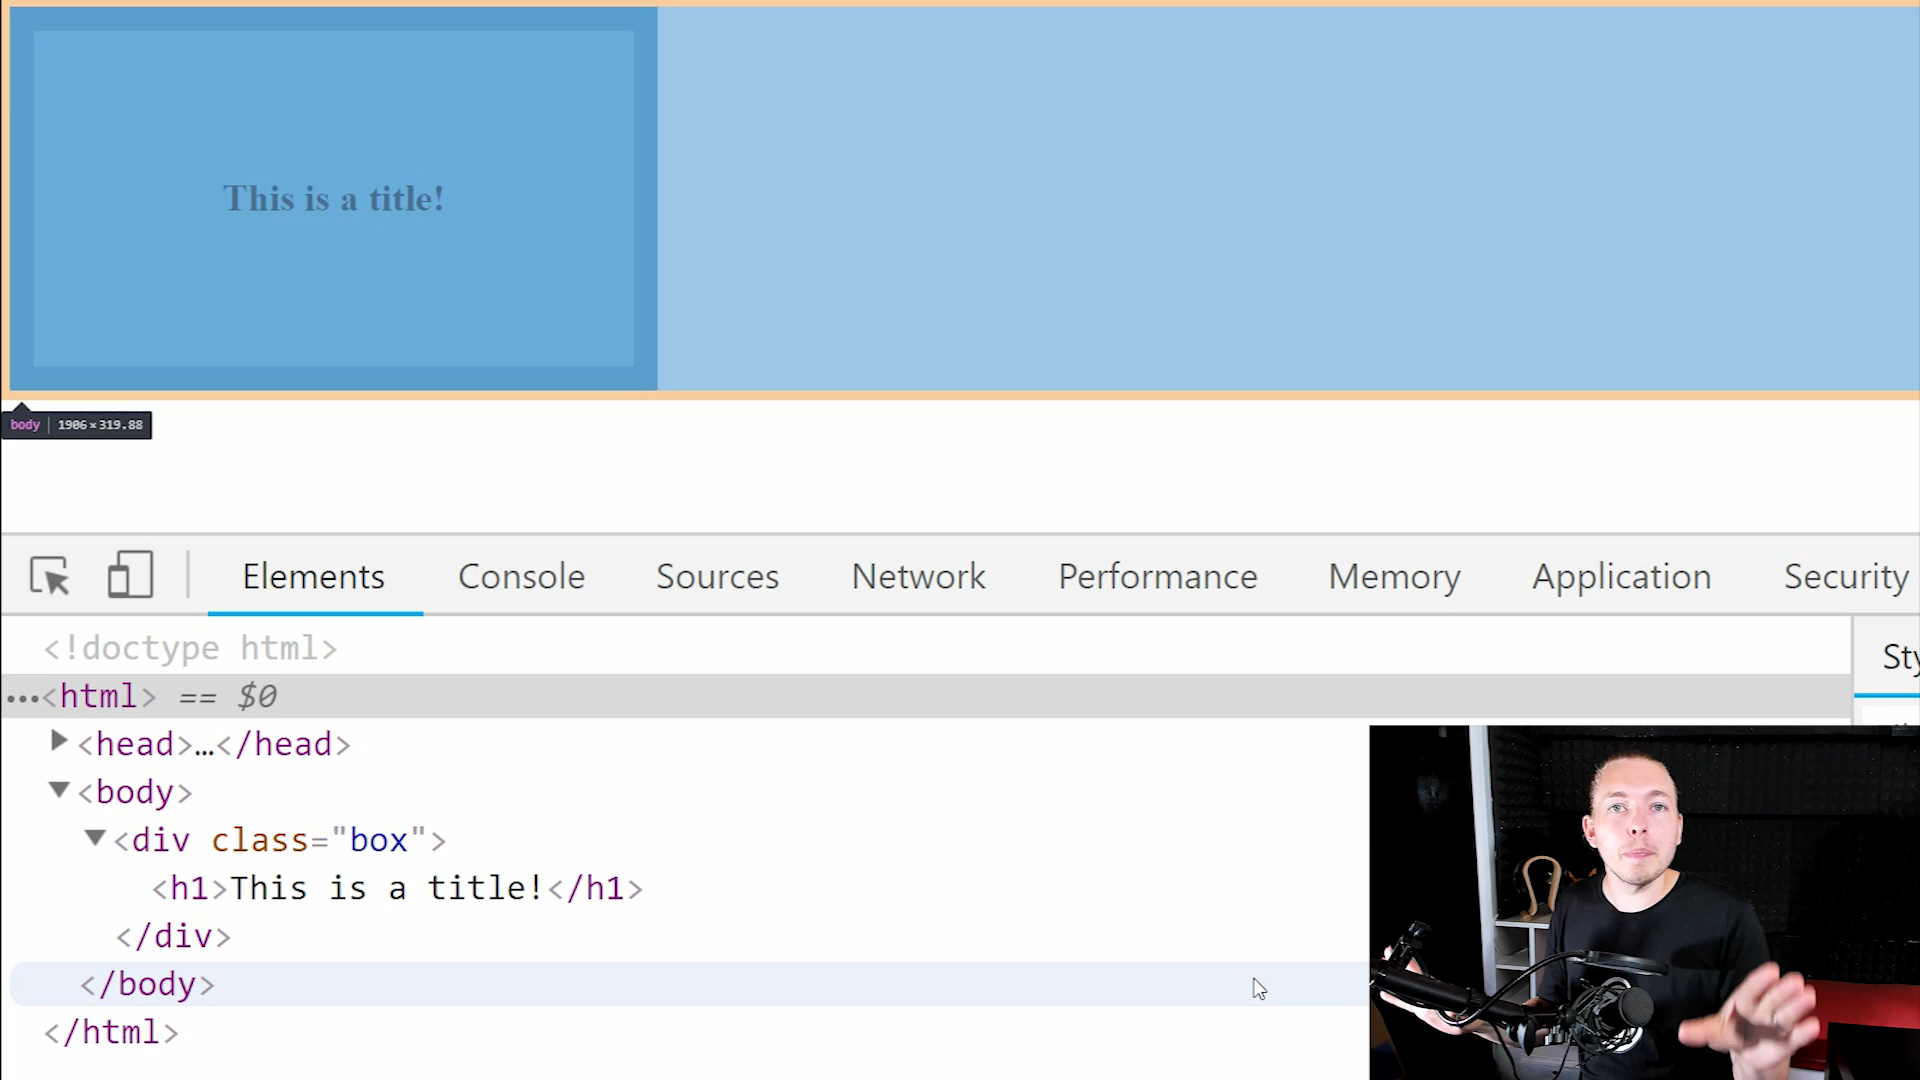 This is a title!
body 1906 × 319.88
Elements Console Sources Network Performance Memory Application Security
<!doctype html>
Sty
…<html> == $0
<head>…</head>
<body>
<div class="box">
<h1>This is a title!</h1>
</div>
</body>
</html>